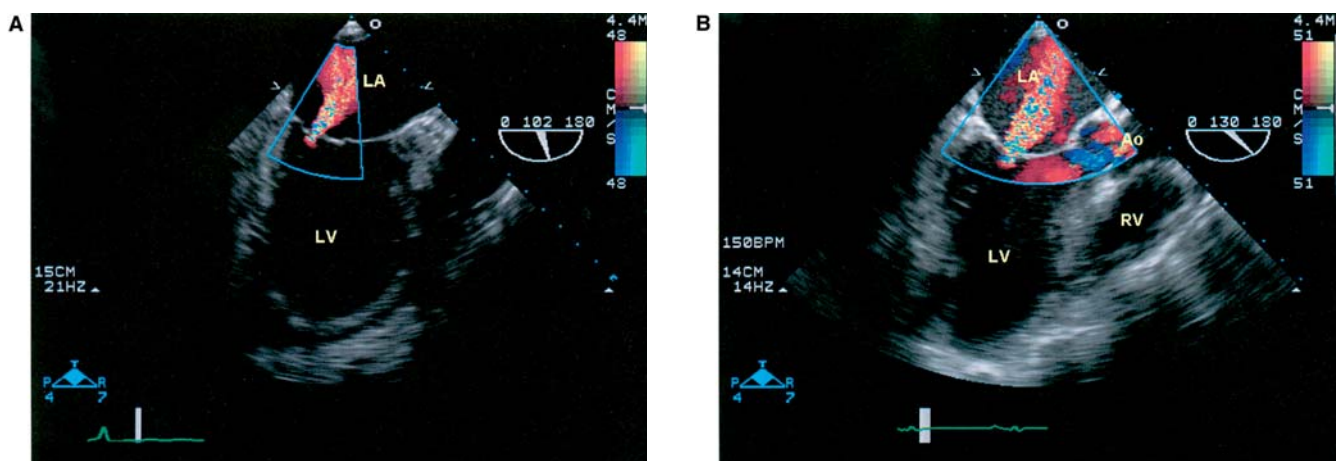 A
4.4M
48
LA
C
M
/
S
48
0 102 180
LV
15CM
21HZ
T
P R
4 7
B
4.4M
51
LA
C
M
/
S
51
0 130 180
Ao
RV
LV
150BPM
14CM
14HZ
T
P R
4 7